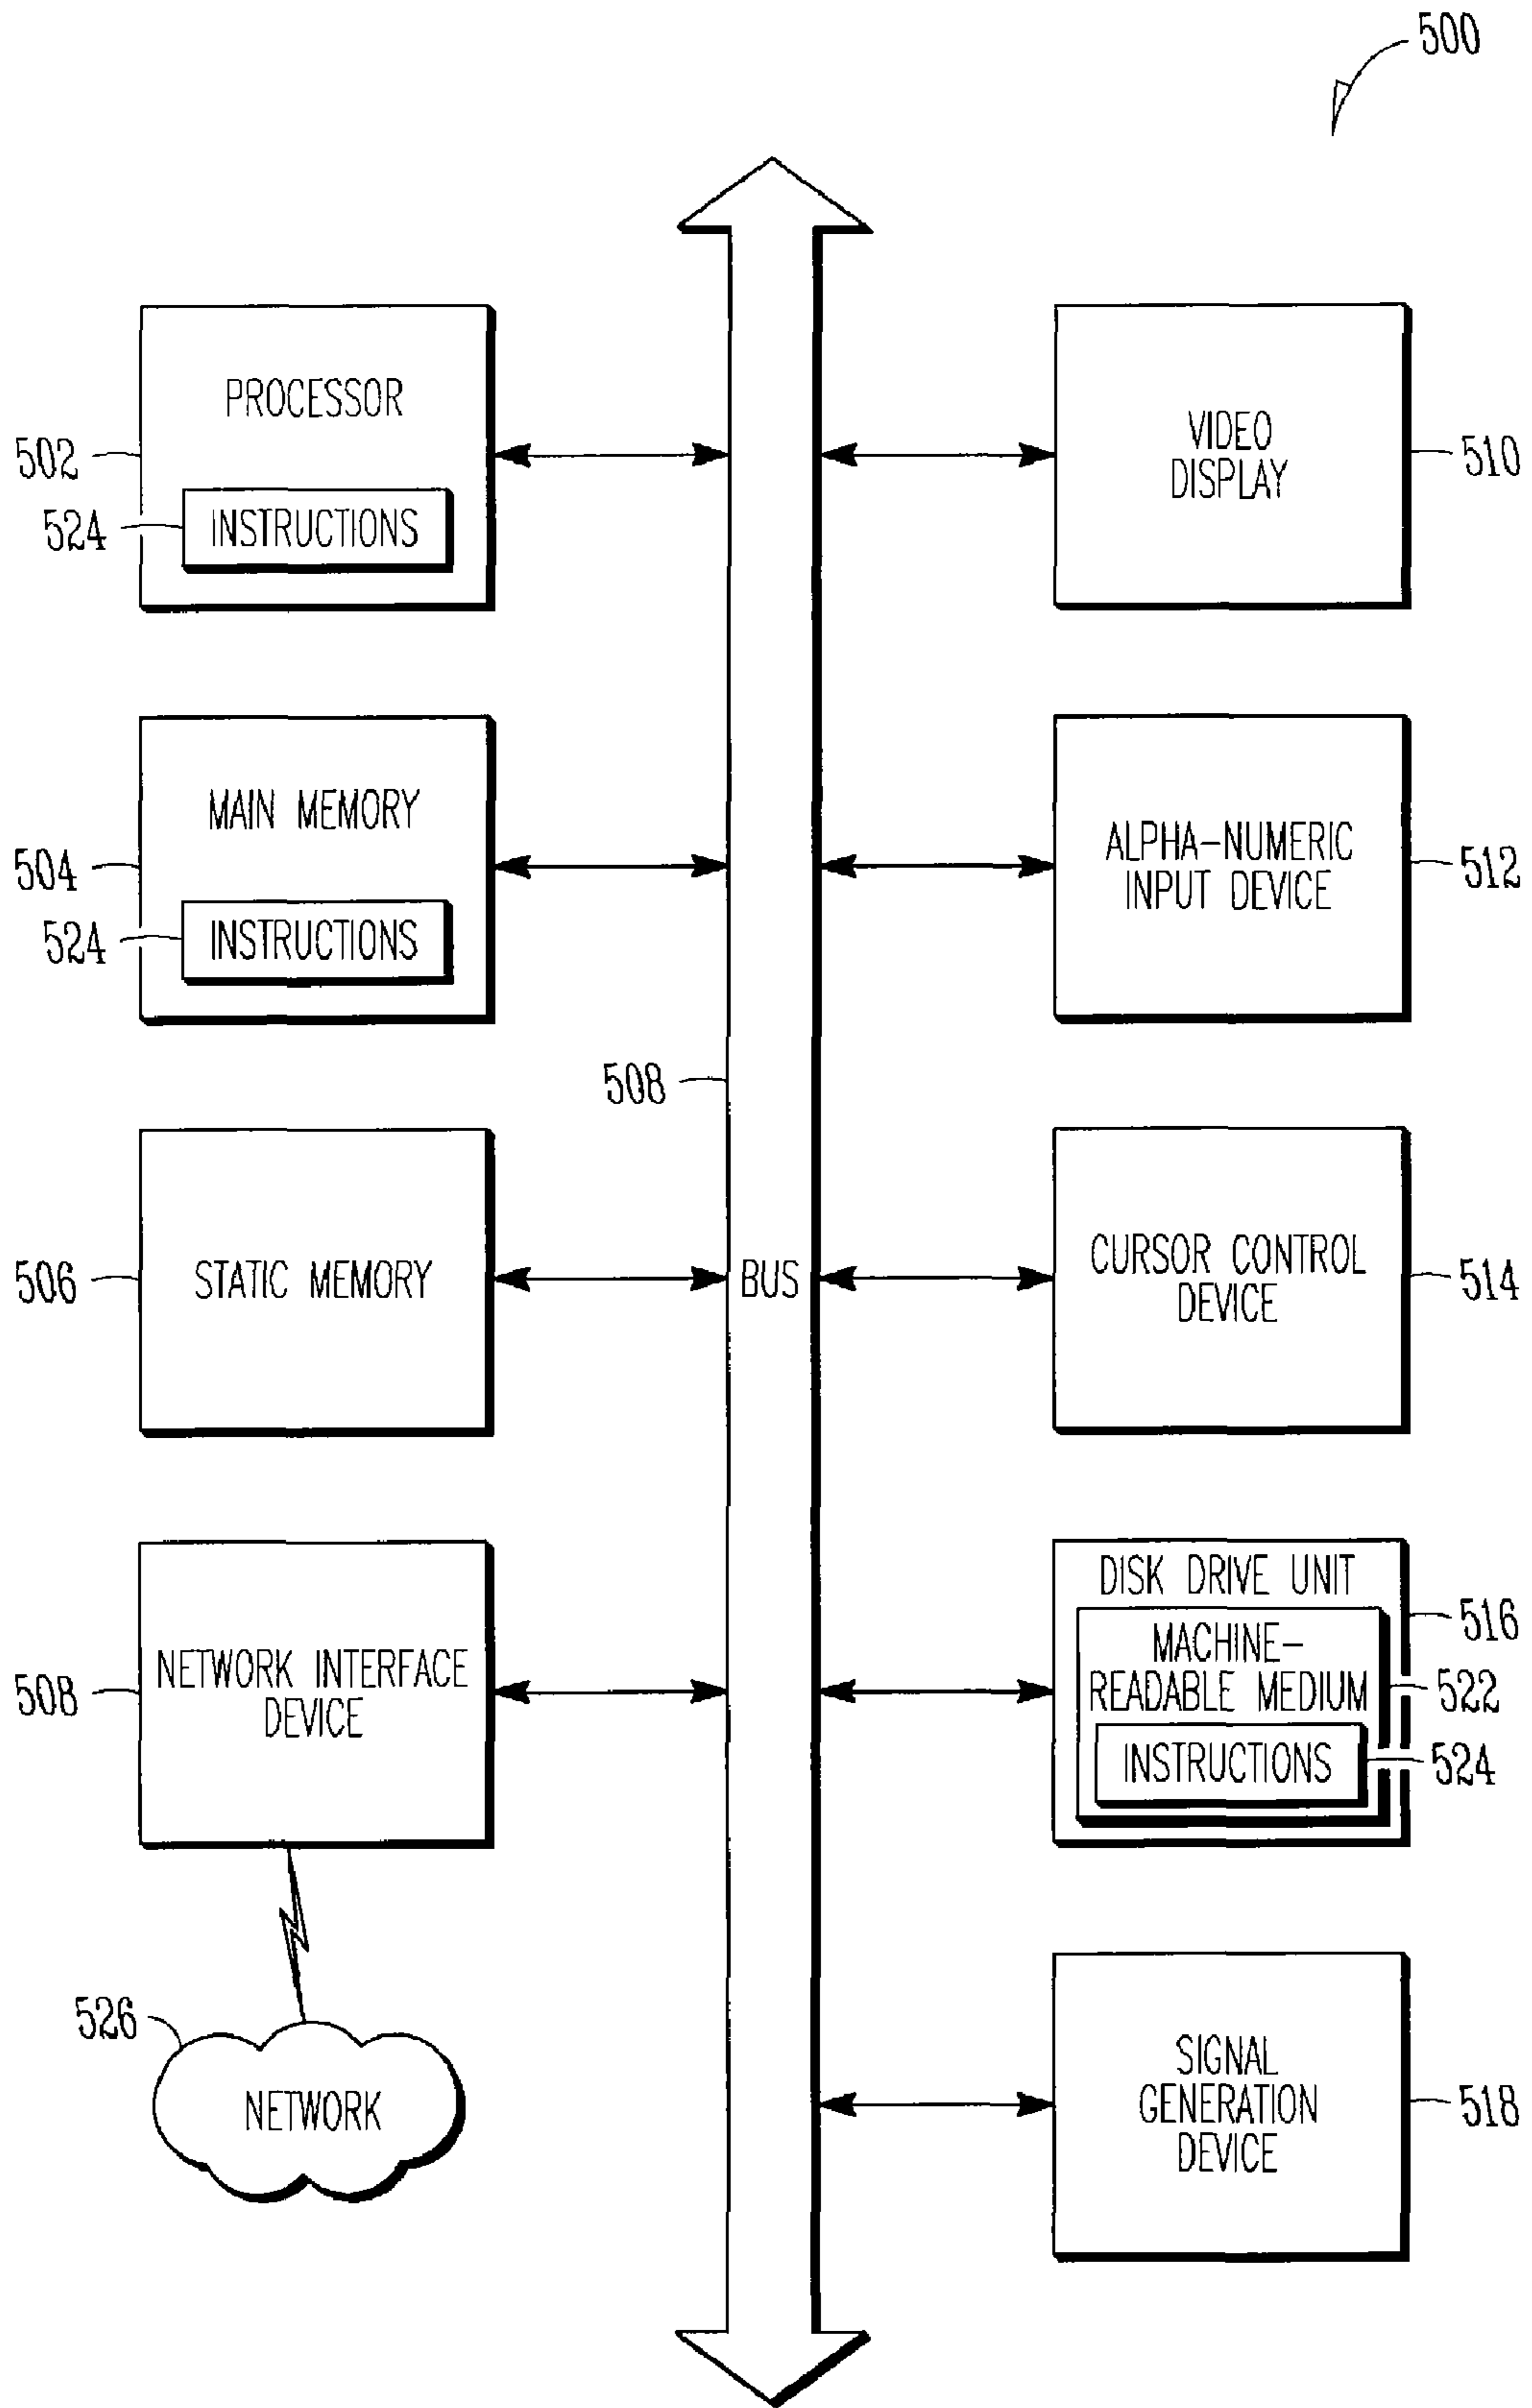 500
PROCESSOR
502
524
INSTRUCTIONS
VIDEO
DISPLAY
510
MAIN MEMORY
504
524
INSTRUCTIONS
ALPHA-NUMERIC
INPUT DEVICE
512
508
STATIC MEMORY
506
BUS
CURSOR CONTROL
DEVICE
514
NETWORK INTERFACE
DEVICE
508
DISK DRIVE UNIT
516
MACHINE-
READABLE MEDIUM
522
INSTRUCTIONS
524
526
NETWORK
SIGNAL
GENERATION
DEVICE
518